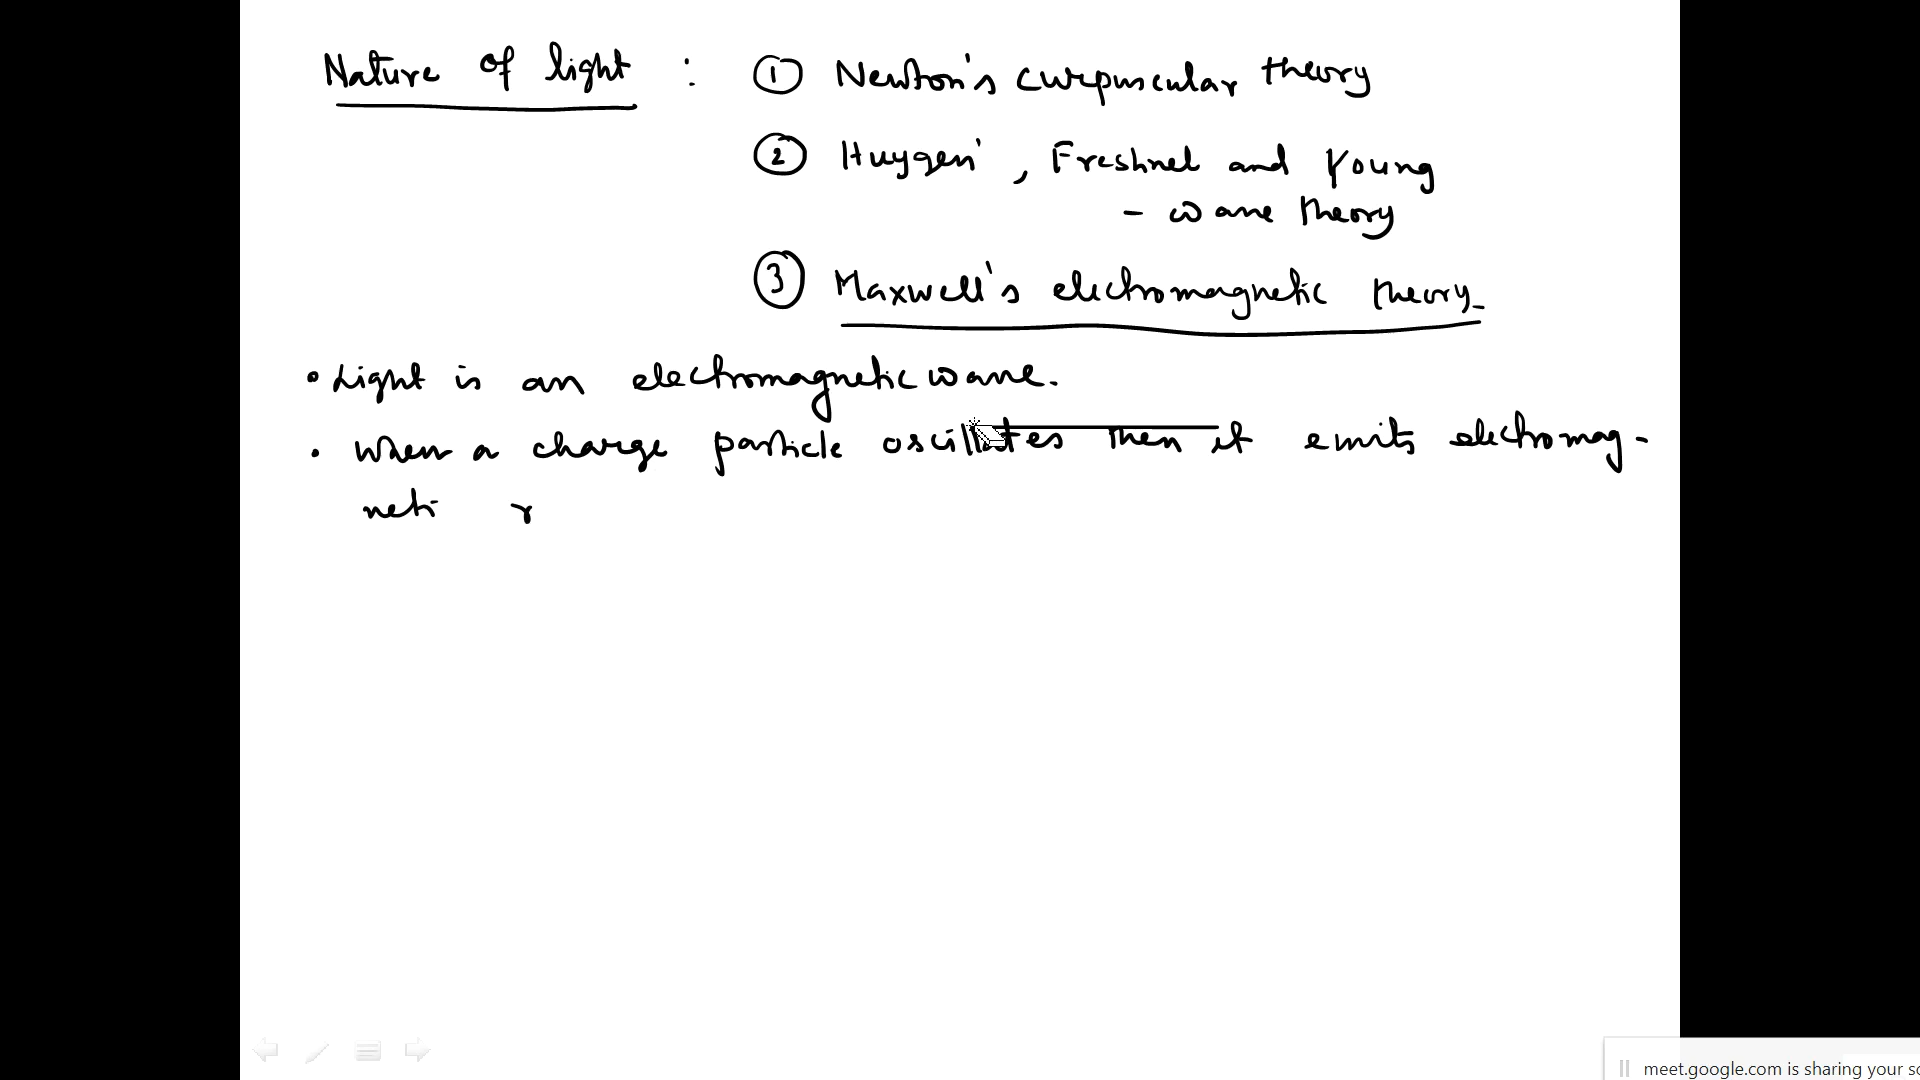 Nature of light : ① Newton's curpuscular theory
② Huygen' , Freshnel and Young
- wave theory
③ Maxwell's electromagnetic theory.
• Light is an electromagnetic wave.
• When a charge particle oscillates then it emits electromag-
neti r
meet.google.com is sharing your sc